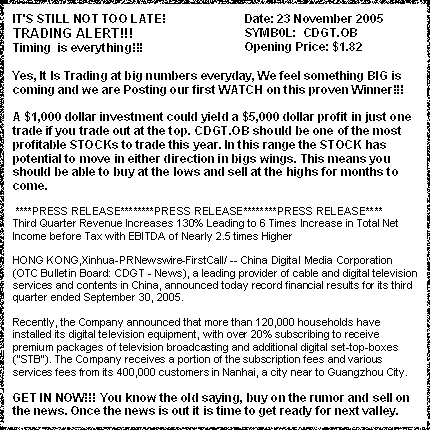 IT'S STILL NOT TOO LATE! Date: 23 November 2005
TRADING ALERT!!! SYMB0L: CDGT.OB
Timing is everything!!! Opening Price: $1.82
Yes, It Is Trading at big numbers everyday, We feel something BIG is
coming and we are Posting our first WATCH on this proven Winner!!!
A $1,000 dollar investment could yield a $5,000 dollar profit in just one
trade if you trade out at the top. CDGT.OB should be one of the most
profitable STOCKs to trade this year. In this range the STOCK has
potential to move in either direction in bigs wings. This means you
should be able to buy at the lows and sell at the highs for months to
come.
****PRESS RELEASE********PRESS RELEASE********PRESS RELEASE****
Third Quarter Revenue Increases 130% Leading to 6 Times Increase in Total Net
Income before Tax with EBITDA of Nearly 2.5 times Higher
HONG KONG,Xinhua-PRNewswire-FirstCall/ -- China Digital Media Corporation
(OTC Bulletin Board: CDGT - News), a leading provider of cable and digital television
services and contents in China, announced today record financial results for its third
quarter ended September 30, 2005.
Recently, the Company announced that more than 120,000 households have
installed its digital television equipment, with over 20% subscribing to receive
premium packages of television broadcasting and additional digital set-top-boxes
("STB"). The Company receives a portion of the subscription fees and various
services fees from its 400,000 customers in Nanhai, a city near to Guangzhou City.
GET IN NOW!!! You know the old saying, buy on the rumor and sell on
the news. Once the news is out it is time to get ready for next valley.